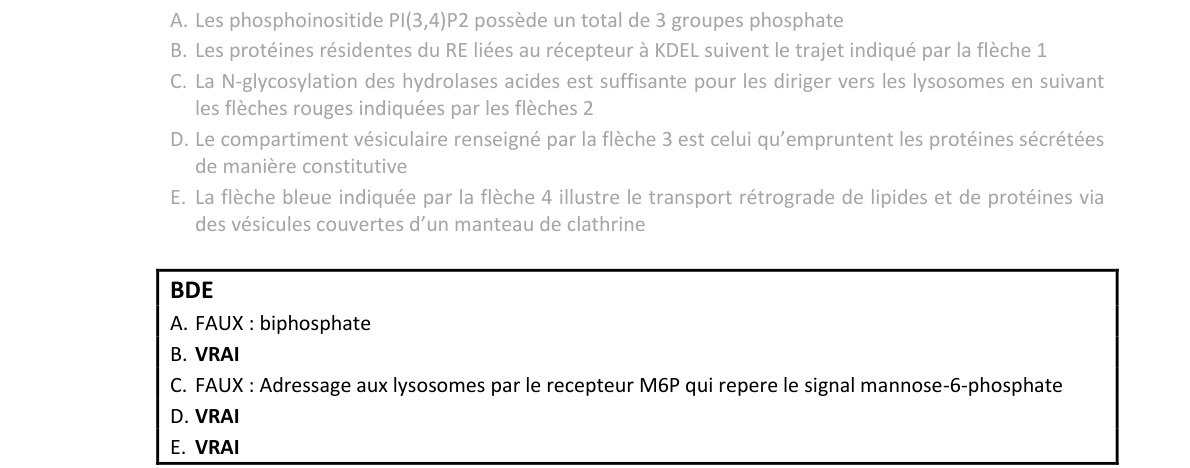 A. Les phosphoinositide PI(3,4)P2 possède un total de 3 groupes phosphate
B. Les protéines résidentes du RE liées au récepteur à KDEL suivent le trajet indiqué par la flèche 1
C. La N-glycosylation des hydrolases acides est suffisante pour les diriger vers les lysosomes en suivant
les flèches rouges indiquées par les flèches 2
D. Le compartiment vésiculaire renseigné par la flèche 3 est celui qu’empruntent les protéines sécrétées
de manière constitutive
E. La flèche bleue indiquée par la flèche 4 illustre le transport rétrograde de lipides et de protéines via
des vésicules couvertes d’un manteau de clathrine
BDE
A. FAUX : biphosphate
B. VRAI
C. FAUX : Adressage aux lysosomes par le recepteur M6P qui repere le signal mannose-6-phosphate
D. VRAI
E. VRAI